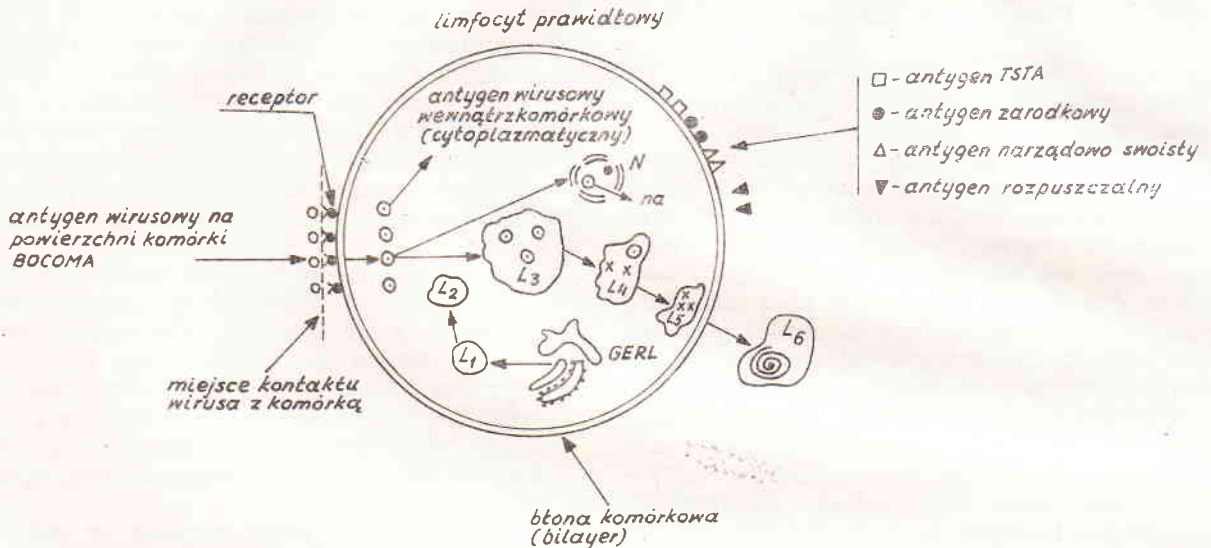 limfocyt prawidłowy
receptor
antygen wirusowy
wewnątrzkomórkowy
(cytoplazmatyczny)
□ - antygen TSTA
● - antygen zarodkowy
△ - antygen narządowo swoisty
▼ - antygen rozpuszczalny
N
na
antygen wirusowy na
powierzchni komórki
BOCOMA
L3
x x
L4
x
x x x
L5
L2
L1
GERL
L6
miejsce kontaktu
wirusa z komórką
błona komórkowa
(bilayer)